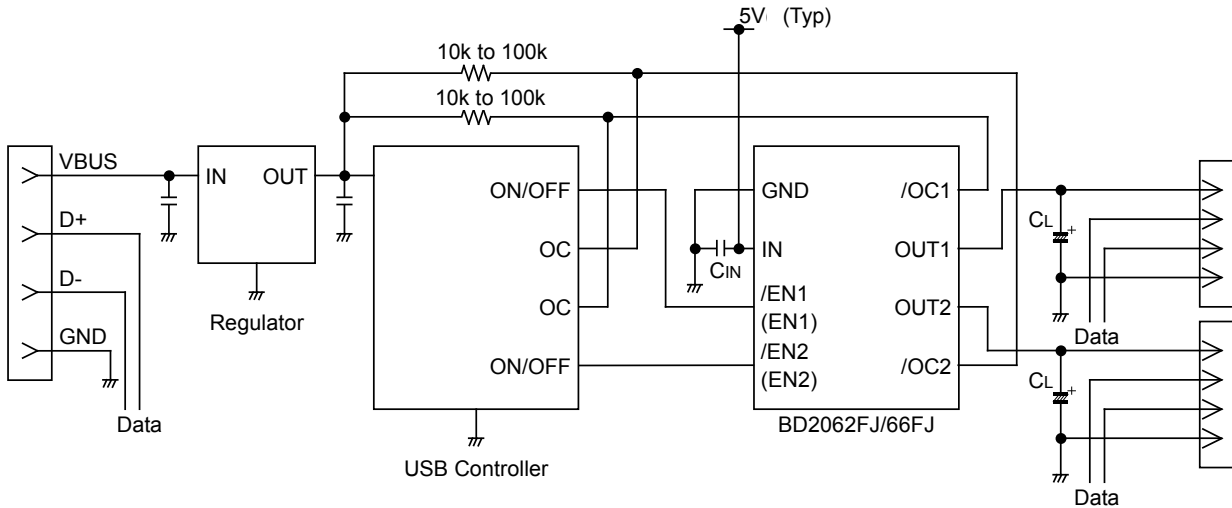 5V (Typ)
10k to 100k
10k to 100k
VBUS
D+
D-
GND
Data
IN
OUT
Regulator
ON/OFF
OC
OC
ON/OFF
USB Controller
CIN
GND
IN
/EN1
(EN1)
/EN2
(EN2)
/OC1
OUT1
OUT2
/OC2
BD2062FJ/66FJ
CL
+
Data
CL
+
Data